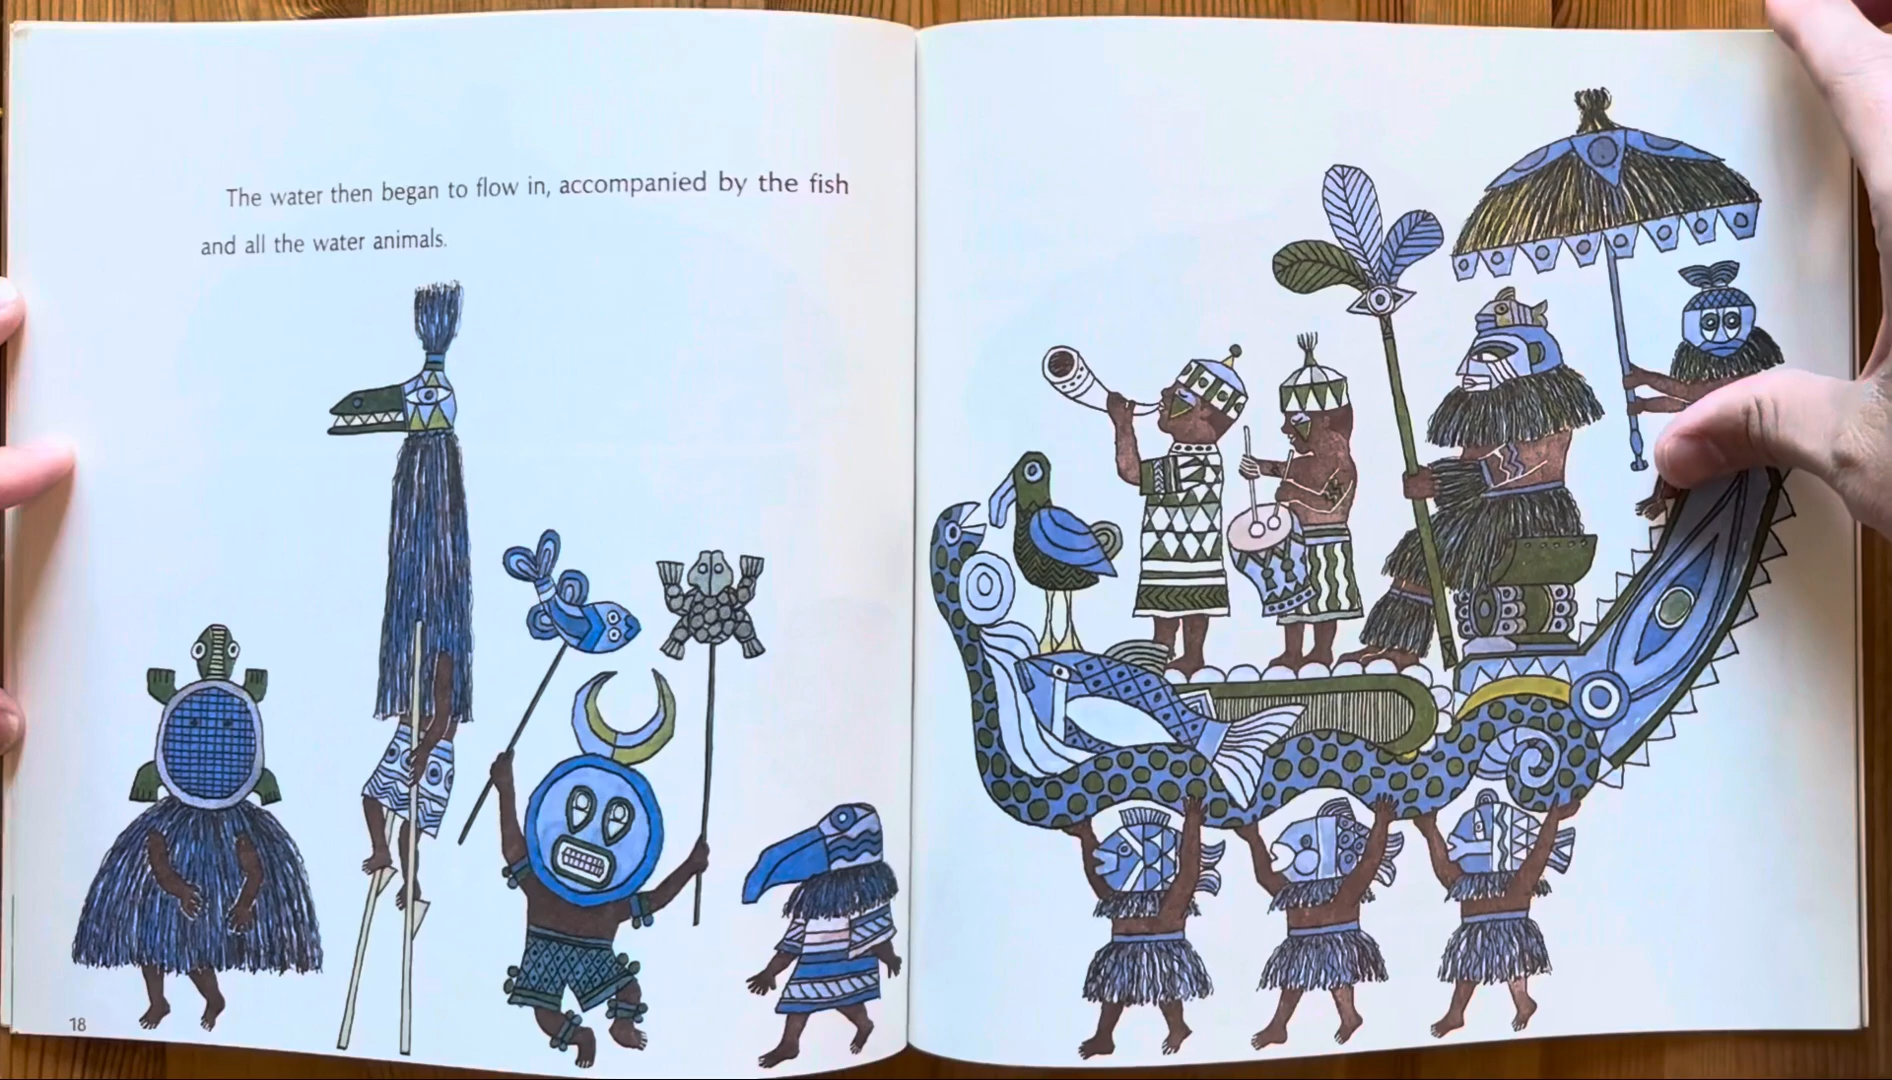 The water then began to flow in, accompanied by the fish
and all the water animals.
18